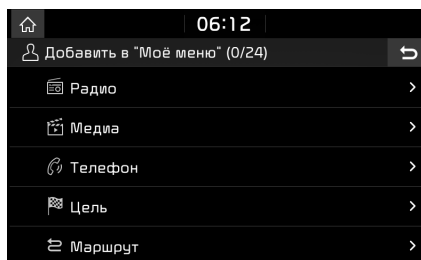 06:12
Добавить в "Моё меню" (0/24)
Радио
Медиа
Телефон
Цель
Маршрут